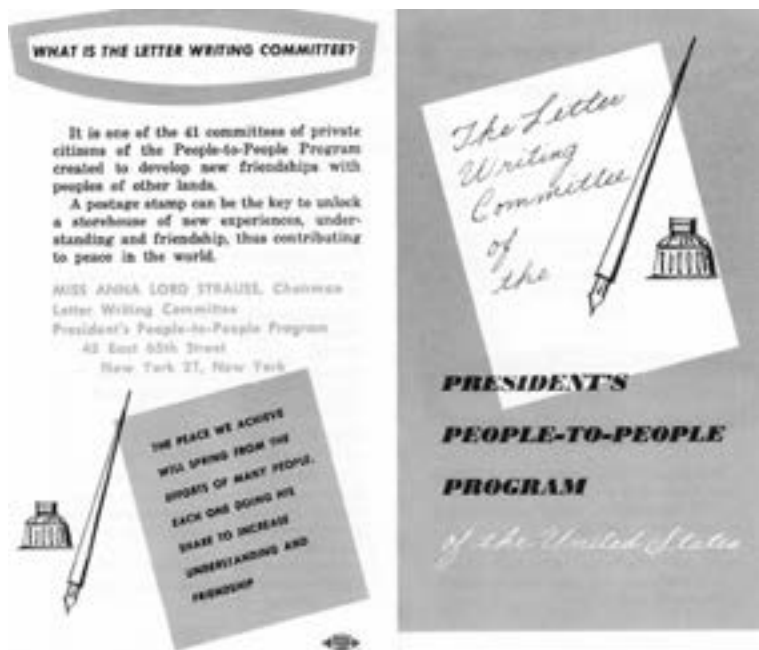 WHAT IS THE LETTER WRITING COMMITTEE?
It is one of the 41 committees of private
citizens of the People-to-People Program
created to develop new friendships with
peoples of other lands.
A postage stamp can be the key to unlock
a storehouse of new experiences, under-
standing and friendship, thus contributing
to peace in the world.
MISS ANNA LORD STRAUSS, Chairman
Letter Writing Committee
President's People-to-People Program
45 East 65th Street
New York 21, New York
THE PEACE WE ACHIEVE
WILL SPRING FROM THE
EFFORTS OF MANY PEOPLE,
EACH ONE DOING HIS
SHARE TO INCREASE
UNDERSTANDING AND
FRIENDSHIP
The Letter
Writing
Committee
of
the
PRESIDENT'S
PEOPLE-TO-PEOPLE
PROGRAM
of the United States